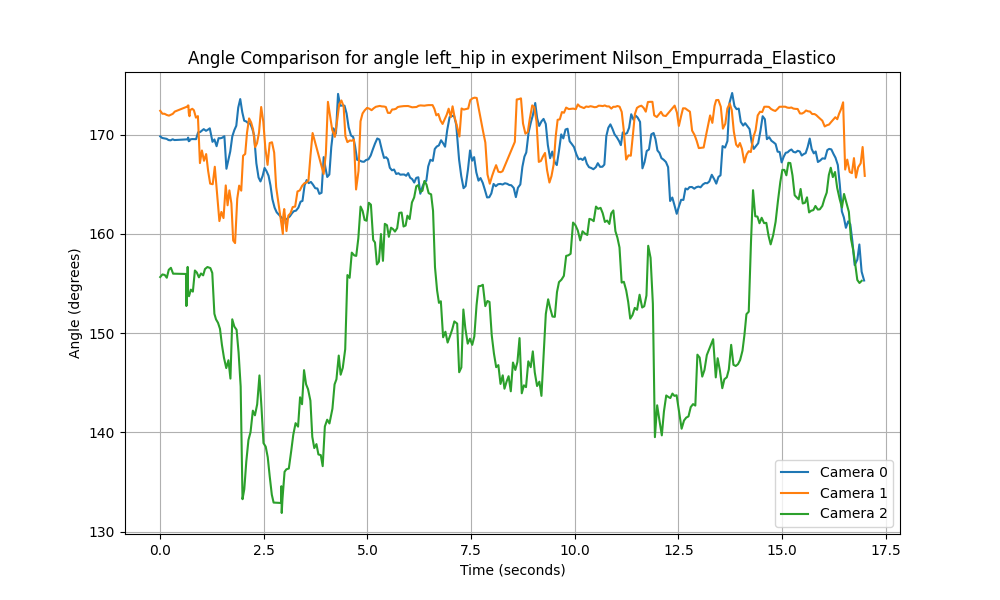 Angle Comparison for angle left_hip in experiment Nilson_Empurrada_Elastico
Angle (degrees)
170
160
150
140
130
0.0 2.5 5.0 7.5 10.0 12.5 15.0 17.5
Time (seconds)
Camera 0
Camera 1
Camera 2